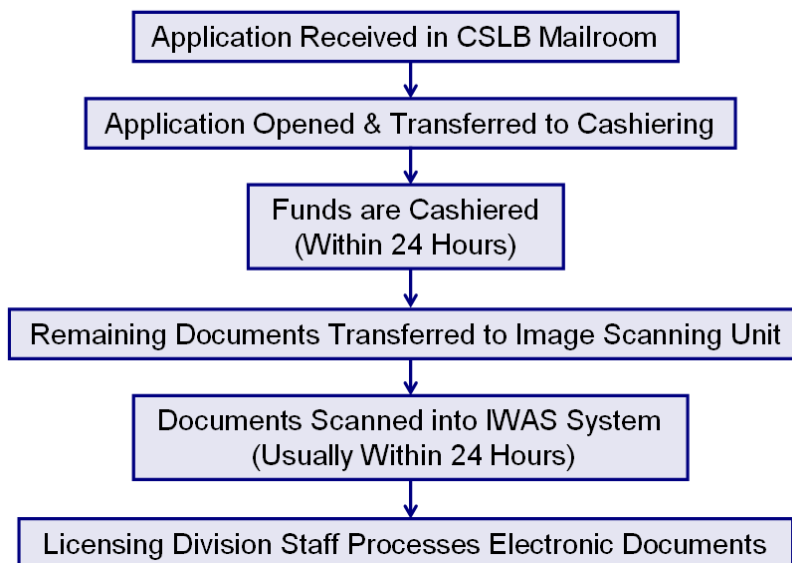 Application Received in CSLB Mailroom
Application Opened & Transferred to Cashiering
Funds are Cashiered
(Within 24 Hours)
Remaining Documents Transferred to Image Scanning Unit
Documents Scanned into IWAS System
(Usually Within 24 Hours)
Licensing Division Staff Processes Electronic Documents